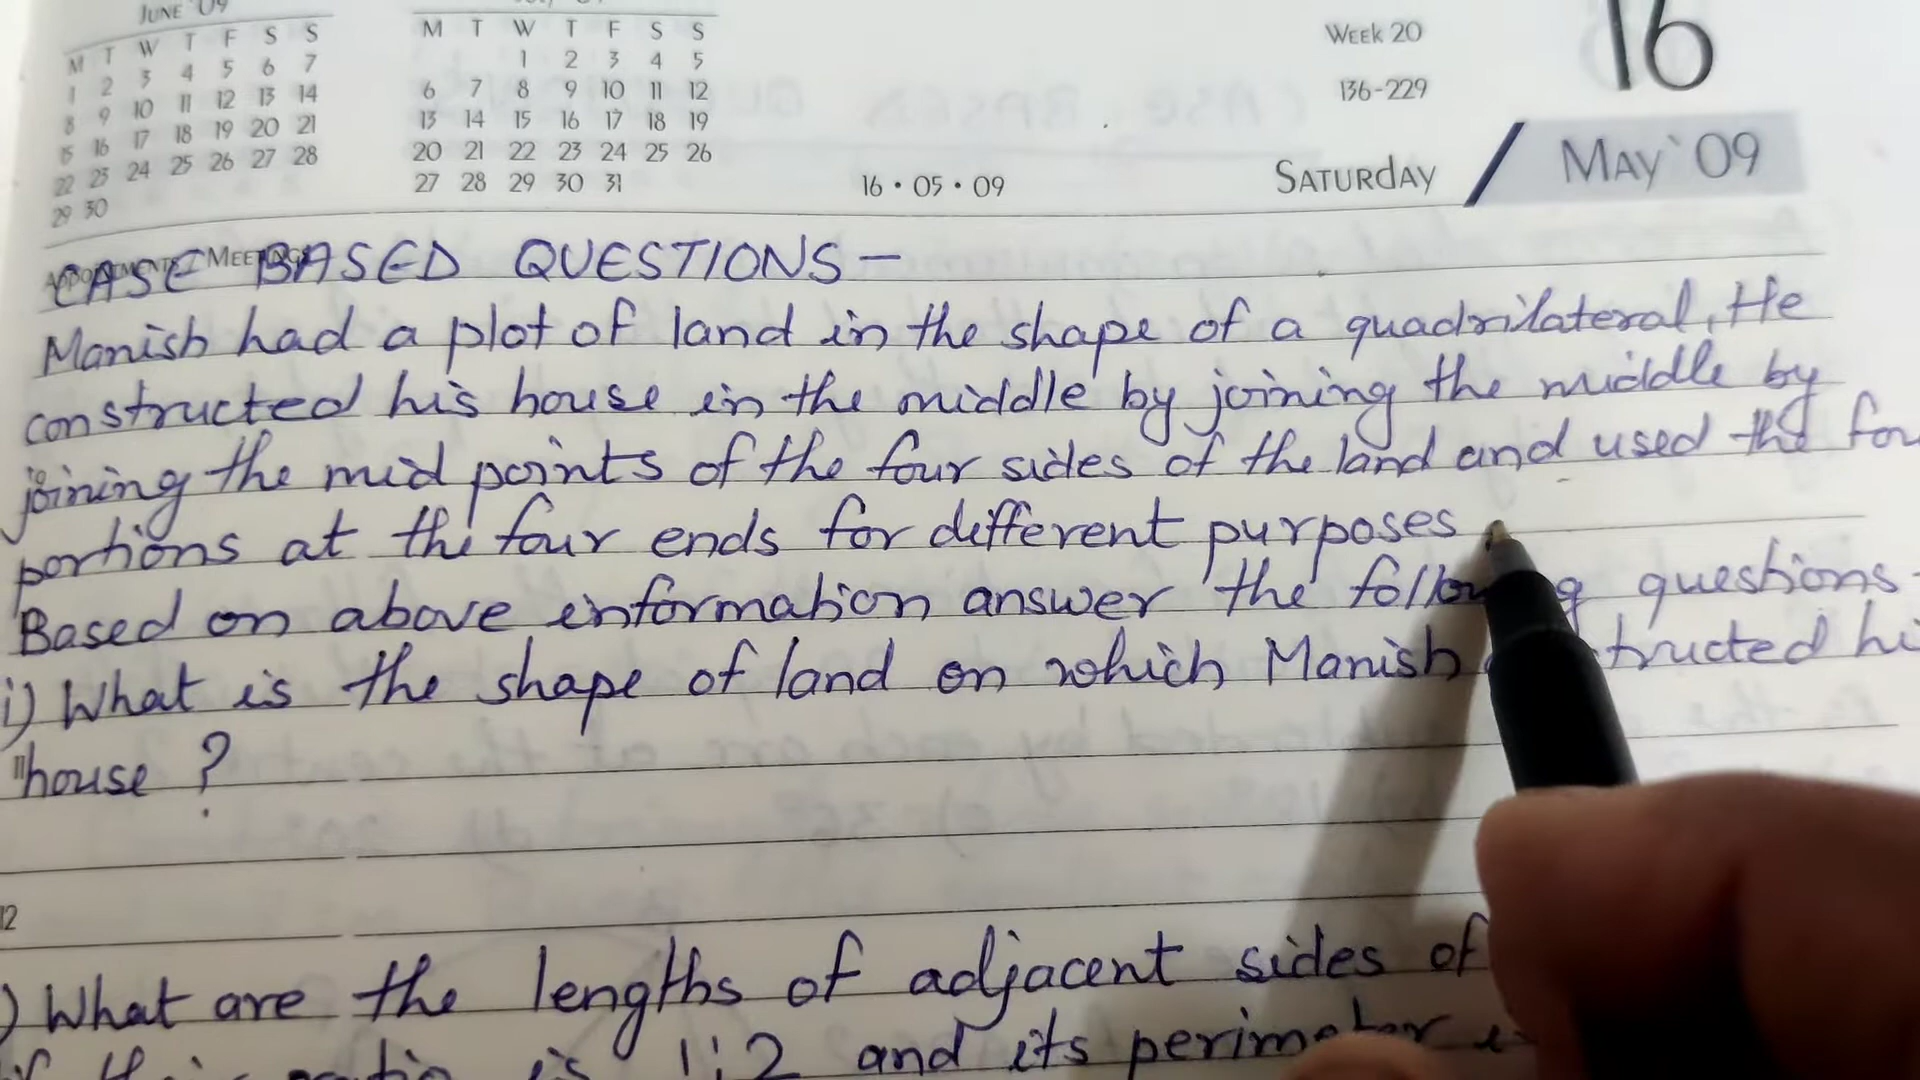 JUNE '09
M T W T F S S
1 2 3 4 5 6 7
8 9 10 11 12 13 14
15 16 17 18 19 20 21
22 23 24 25 26 27 28
29 30
M T W T F S S
1 2 3 4 5
6 7 8 9 10 11 12
13 14 15 16 17 18 19
20 21 22 23 24 25 26
27 28 29 30 31
16 • 05 • 09
WEEK 20
136-229
16
SATURDAY
MAY`09
CASE BASED QUESTIONS -
Manish had a plot of land in the shape of a quadrilateral, He
constructed his house in the middle by joining the middle by
joining the mid points of the four sides of the land and used the
portions at the four ends for different purposes
Based on above information answer the questions
i) What is the shape of land on which Manish
house ?
12
) What are the lengths of adjacent sides of
is 1:2 and its